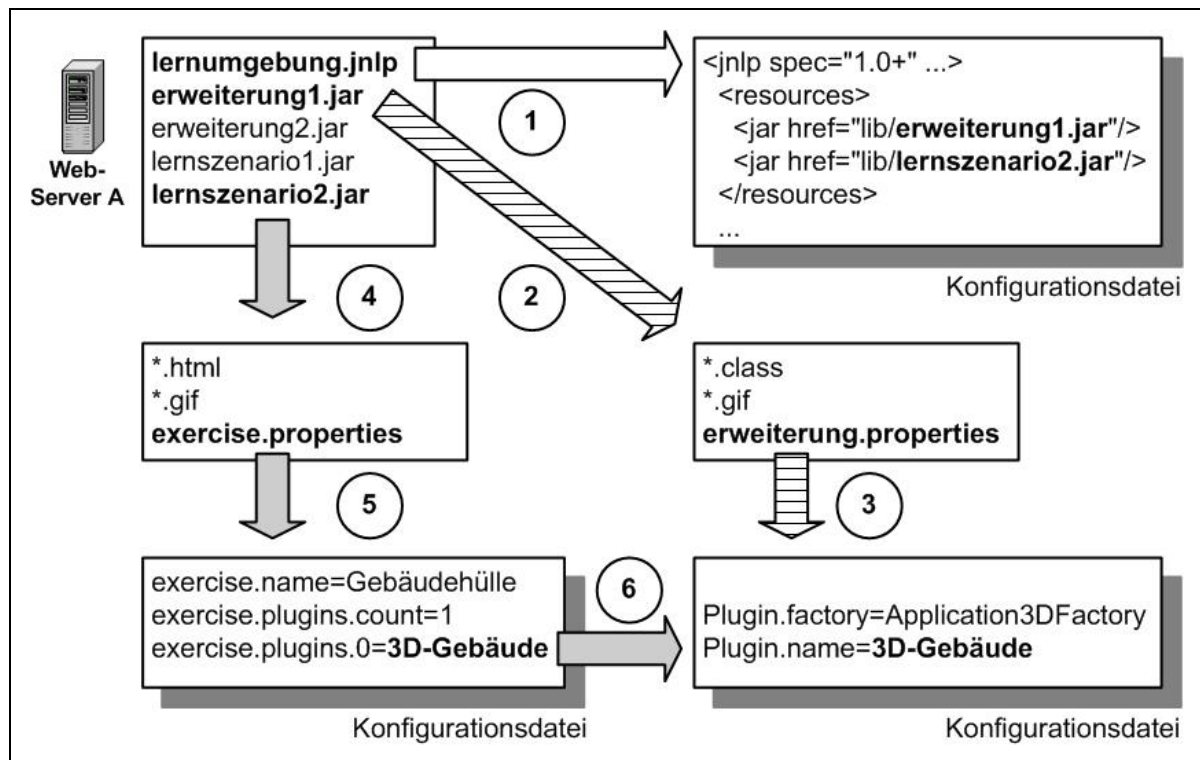 Web-
Server A
lernumgebung.jnlp
erweiterung1.jar
erweiterung2.jar
lernszenario1.jar
lernszenario2.jar
1
<jnlp spec="1.0+" ...>
<resources>
<jar href="lib/erweiterung1.jar"/>
<jar href="lib/lernszenario2.jar"/>
</resources>
...
Konfigurationsdatei
4
2
*.html
*.gif
exercise.properties
*.class
*.gif
erweiterung.properties
5
3
exercise.name=Gebäudehülle
exercise.plugins.count=1
exercise.plugins.0=3D-Gebäude
Konfigurationsdatei
6
Plugin.factory=Application3DFactory
Plugin.name=3D-Gebäude
Konfigurationsdatei